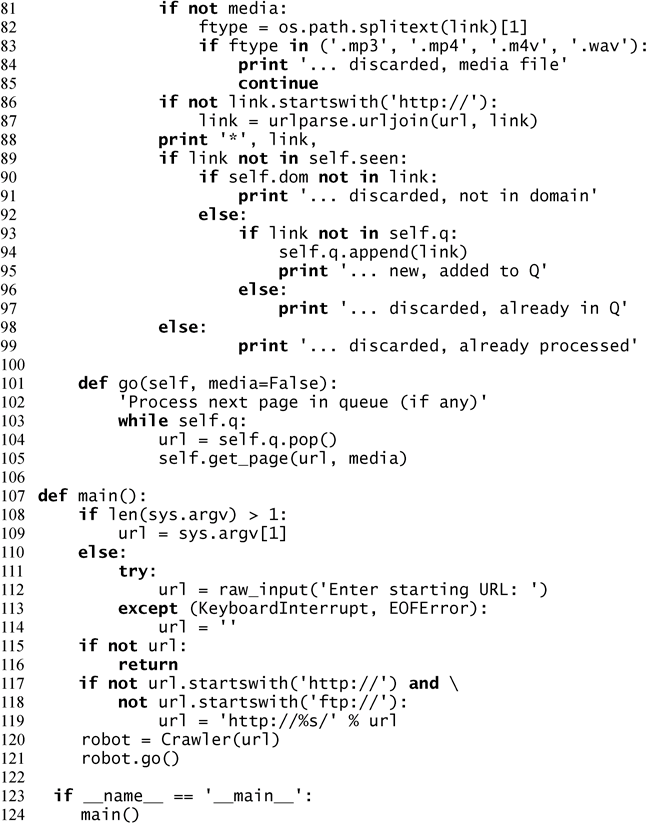 81                    if not media:
82                        ftype = os.path.splitext(link)[1]
83                        if ftype in ('.mp3', '.mp4', '.m4v', '.wav'):
84                            print '... discarded, media file'
85                            continue
86                    if not link.startswith('http://'):
87                        link = urlparse.urljoin(url, link)
88                    print '*', link,
89                    if link not in self.seen:
90                        if self.dom not in link:
91                            print '... discarded, not in domain'
92                        else:
93                            if link not in self.q:
94                                self.q.append(link)
95                                print '... new, added to Q'
96                            else:
97                                print '... discarded, already in Q'
98                    else:
99                            print '... discarded, already processed'
100
101        def go(self, media=False):
102            'Process next page in queue (if any)'
103            while self.q:
104                url = self.q.pop()
105                self.get_page(url, media)
106
107    def main():
108        if len(sys.argv) > 1:
109            url = sys.argv[1]
110        else:
111            try:
112                url = raw_input('Enter starting URL: ')
113            except (KeyboardInterrupt, EOFError):
114                url = ''
115        if not url:
116            return
117        if not url.startswith('http://') and \
118            not url.startswith('ftp://'):
119                url = 'http://%s/' % url
120        robot = Crawler(url)
121        robot.go()
122
123     if __name__ == '__main__':
124        main()